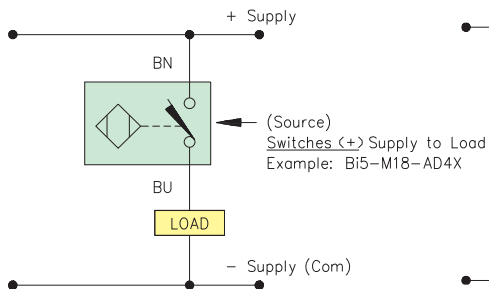 + Supply
BN
(Source)
Switches (+) Supply to Load
Example: Bi5-M18-AD4X
BU
LOAD
- Supply (Com)